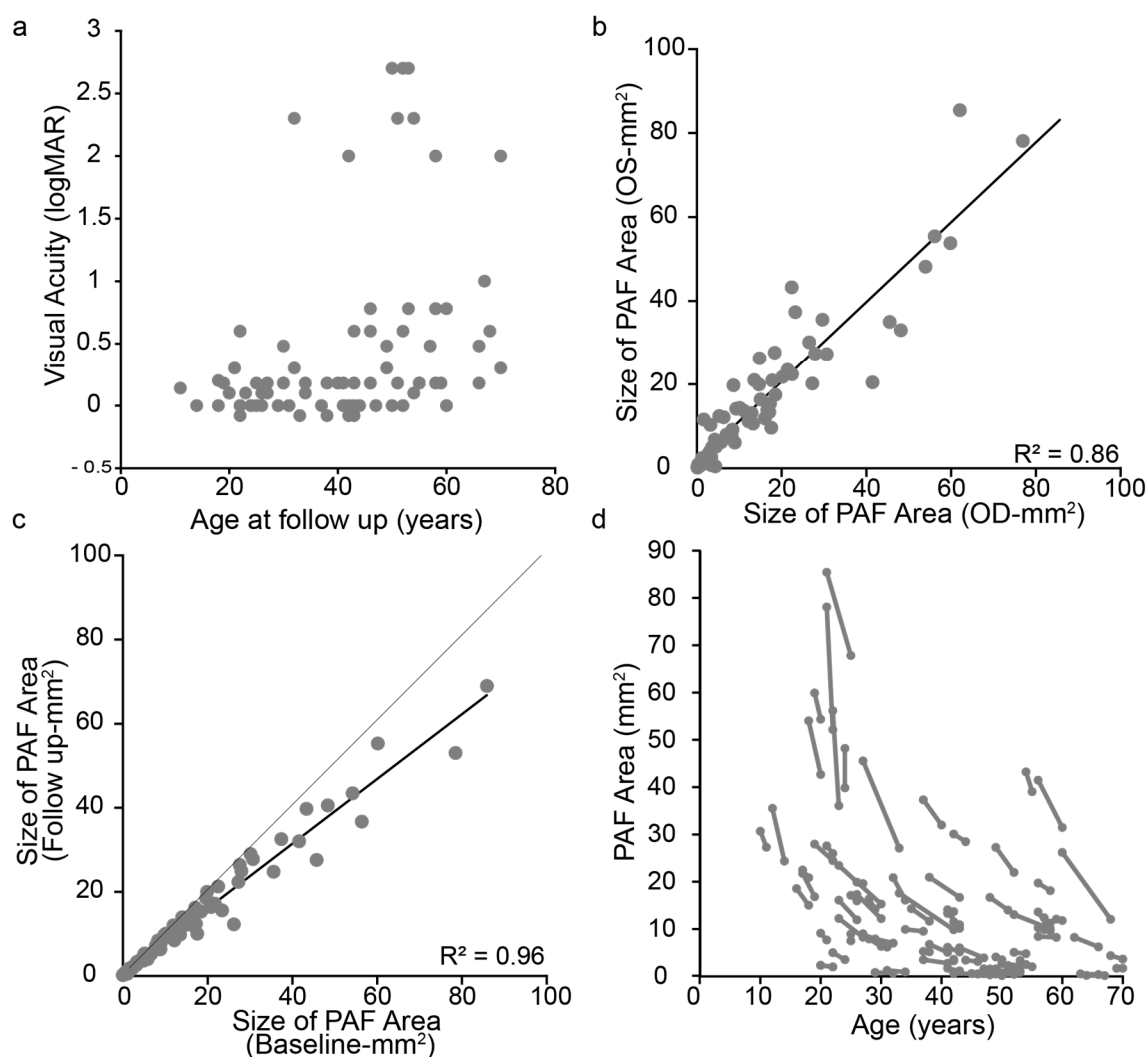 a
3
2.5
2
1.5
1
0.5
0
- 0.5
Visual Acuity (logMAR)
0 20 40 60 80
Age at follow up (years)
b
100
80
60
40
20
0
Size of PAF Area (OS-mm²)
R² = 0.86
0 20 40 60 80 100
Size of PAF Area (OD-mm²)
c
100
80
60
40
20
0
Size of PAF Area
(Follow up-mm²)
R² = 0.96
0 20 40 60 80 100
Size of PAF Area
(Baseline-mm²)
d
90
80
70
60
50
40
30
20
10
0
PAF Area (mm²)
0 10 20 30 40 50 60 70
Age (years)